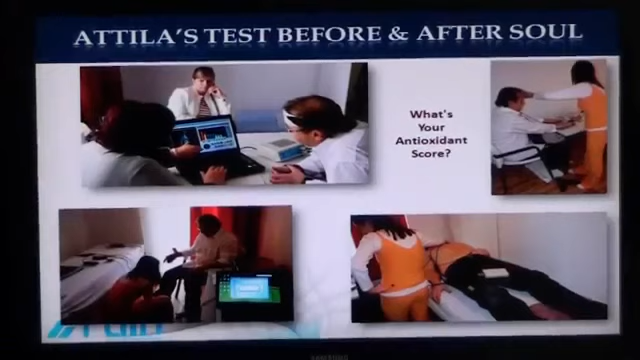 ATTILA'S TEST BEFORE & AFTER SOUL
What's
Your
Antioxidant
Score?